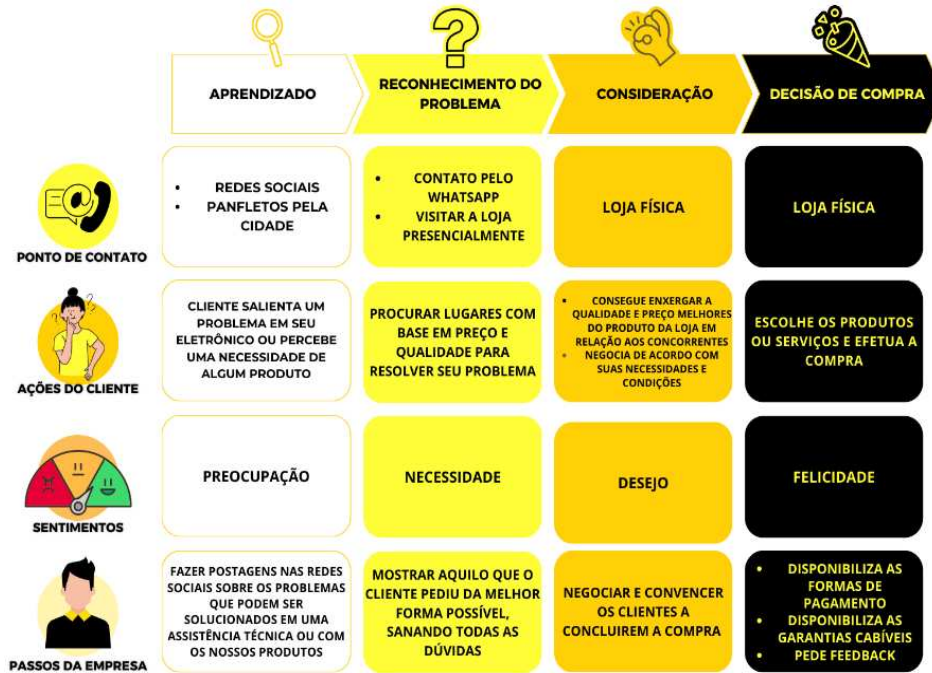 APRENDIZADO
RECONHECIMENTO DO
PROBLEMA
CONSIDERAÇÃO
DECISÃO DE COMPRA
PONTO DE CONTATO
• REDES SOCIAIS
• PANFLETOS PELA
CIDADE
• CONTATO PELO
WHATSAPP
• VISITAR A LOJA
PRESENCIALMENTE
LOJA FÍSICA
LOJA FÍSICA
AÇÕES DO CLIENTE
CLIENTE SALIENTA UM
PROBLEMA EM SEU
ELETRÔNICO OU PERCEBE
UMA NECESSIDADE DE
ALGUM PRODUTO
PROCURAR LUGARES COM
BASE EM PREÇO E
QUALIDADE PARA
RESOLVER SEU PROBLEMA
• CONSEGUE ENXERGAR A
QUALIDADE E PREÇO MELHORES
DO PRODUTO DA LOJA EM
RELAÇÃO AOS CONCORRENTES
• NEGOCIA DE ACORDO COM
SUAS NECESSIDADES E
CONDIÇÕES
ESCOLHE OS PRODUTOS
OU SERVIÇOS E EFETUA A
COMPRA
SENTIMENTOS
PREOCUPAÇÃO
NECESSIDADE
DESEJO
FELICIDADE
PASSOS DA EMPRESA
FAZER POSTAGENS NAS REDES
SOCIAIS SOBRE OS PROBLEMAS
QUE PODEM SER
SOLUCIONADOS EM UMA
ASSISTÊNCIA TÉCNICA OU COM
OS NOSSOS PRODUTOS
MOSTRAR AQUILO QUE O
CLIENTE PEDIU DA MELHOR
FORMA POSSÍVEL,
SANANDO TODAS AS
DÚVIDAS
NEGOCIAR E CONVENCER
OS CLIENTES A
CONCLUIREM A COMPRA
• DISPONIBILIZA AS
FORMAS DE
PAGAMENTO
• DISPONIBILIZA AS
GARANTIAS CABÍVEIS
• PEDE FEEDBACK